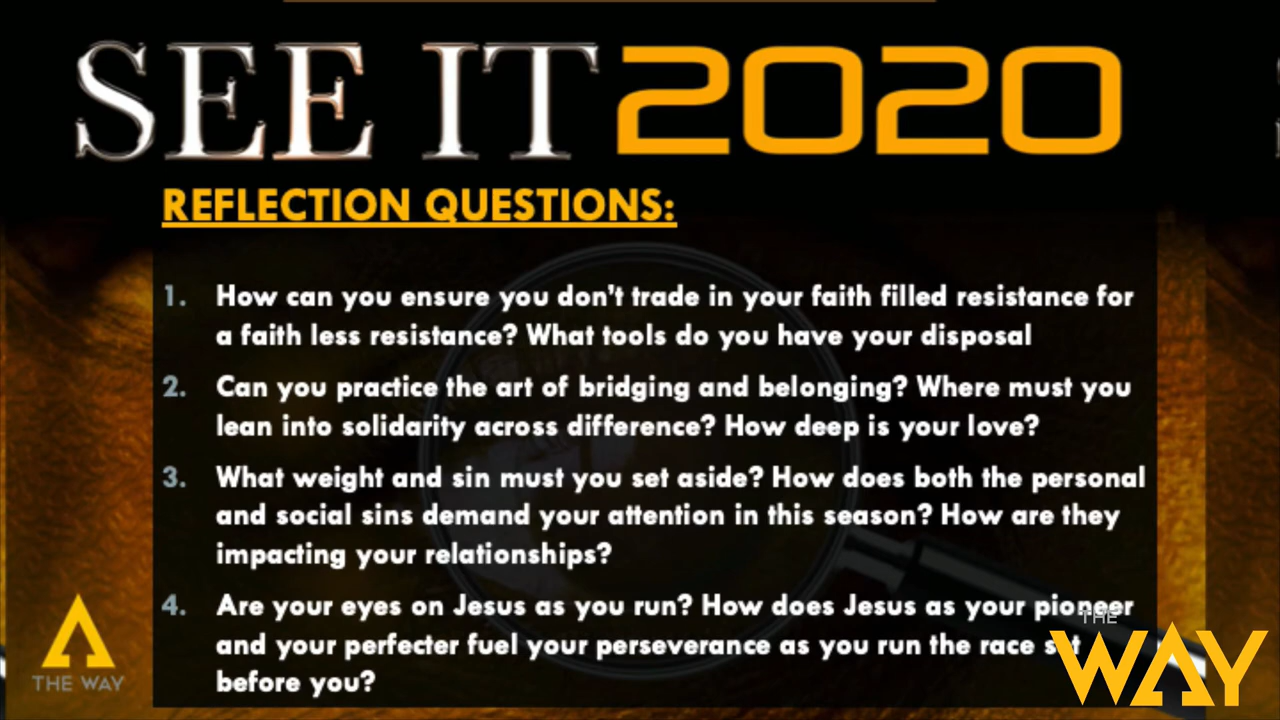 SEE IT 2020
REFLECTION QUESTIONS:
1. How can you ensure you don't trade in your faith filled resistance for
a faith less resistance? What tools do you have your disposal
2. Can you practice the art of bridging and belonging? Where must you
lean into solidarity across difference? How deep is your love?
3. What weight and sin must you set aside? How does both the personal
and social sins demand your attention in this season? How are they
impacting your relationships?
4. Are your eyes on Jesus as you run? How does Jesus as your pioneer
and your perfecter fuel your perseverance as you run the race set
before you?
THE WAY
THE
WAY